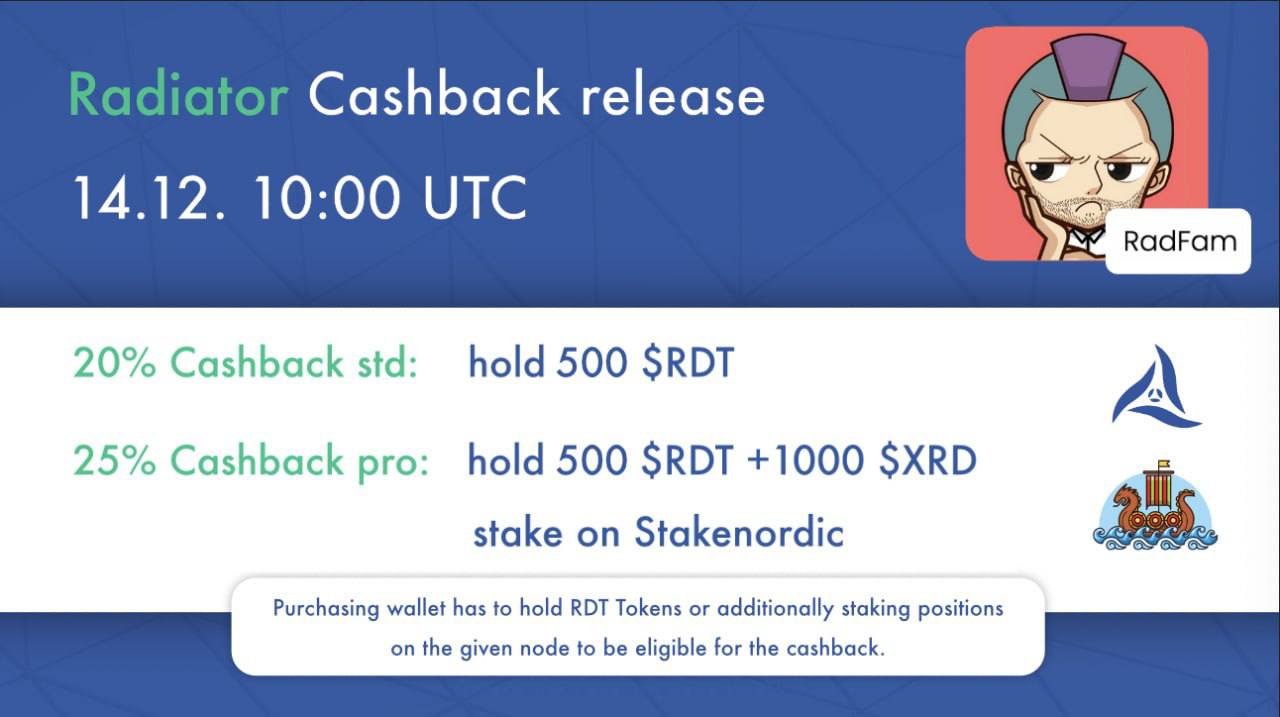 Radiator Cashback release
14.12. 10:00 UTC
RadFam
20% Cashback std: hold 500 $RDT
25% Cashback pro: hold 500 $RDT +1000 $XRD
stake on Stakenordic
Purchasing wallet has to hold RDT Tokens or additionally staking positions
on the given node to be eligible for the cashback.